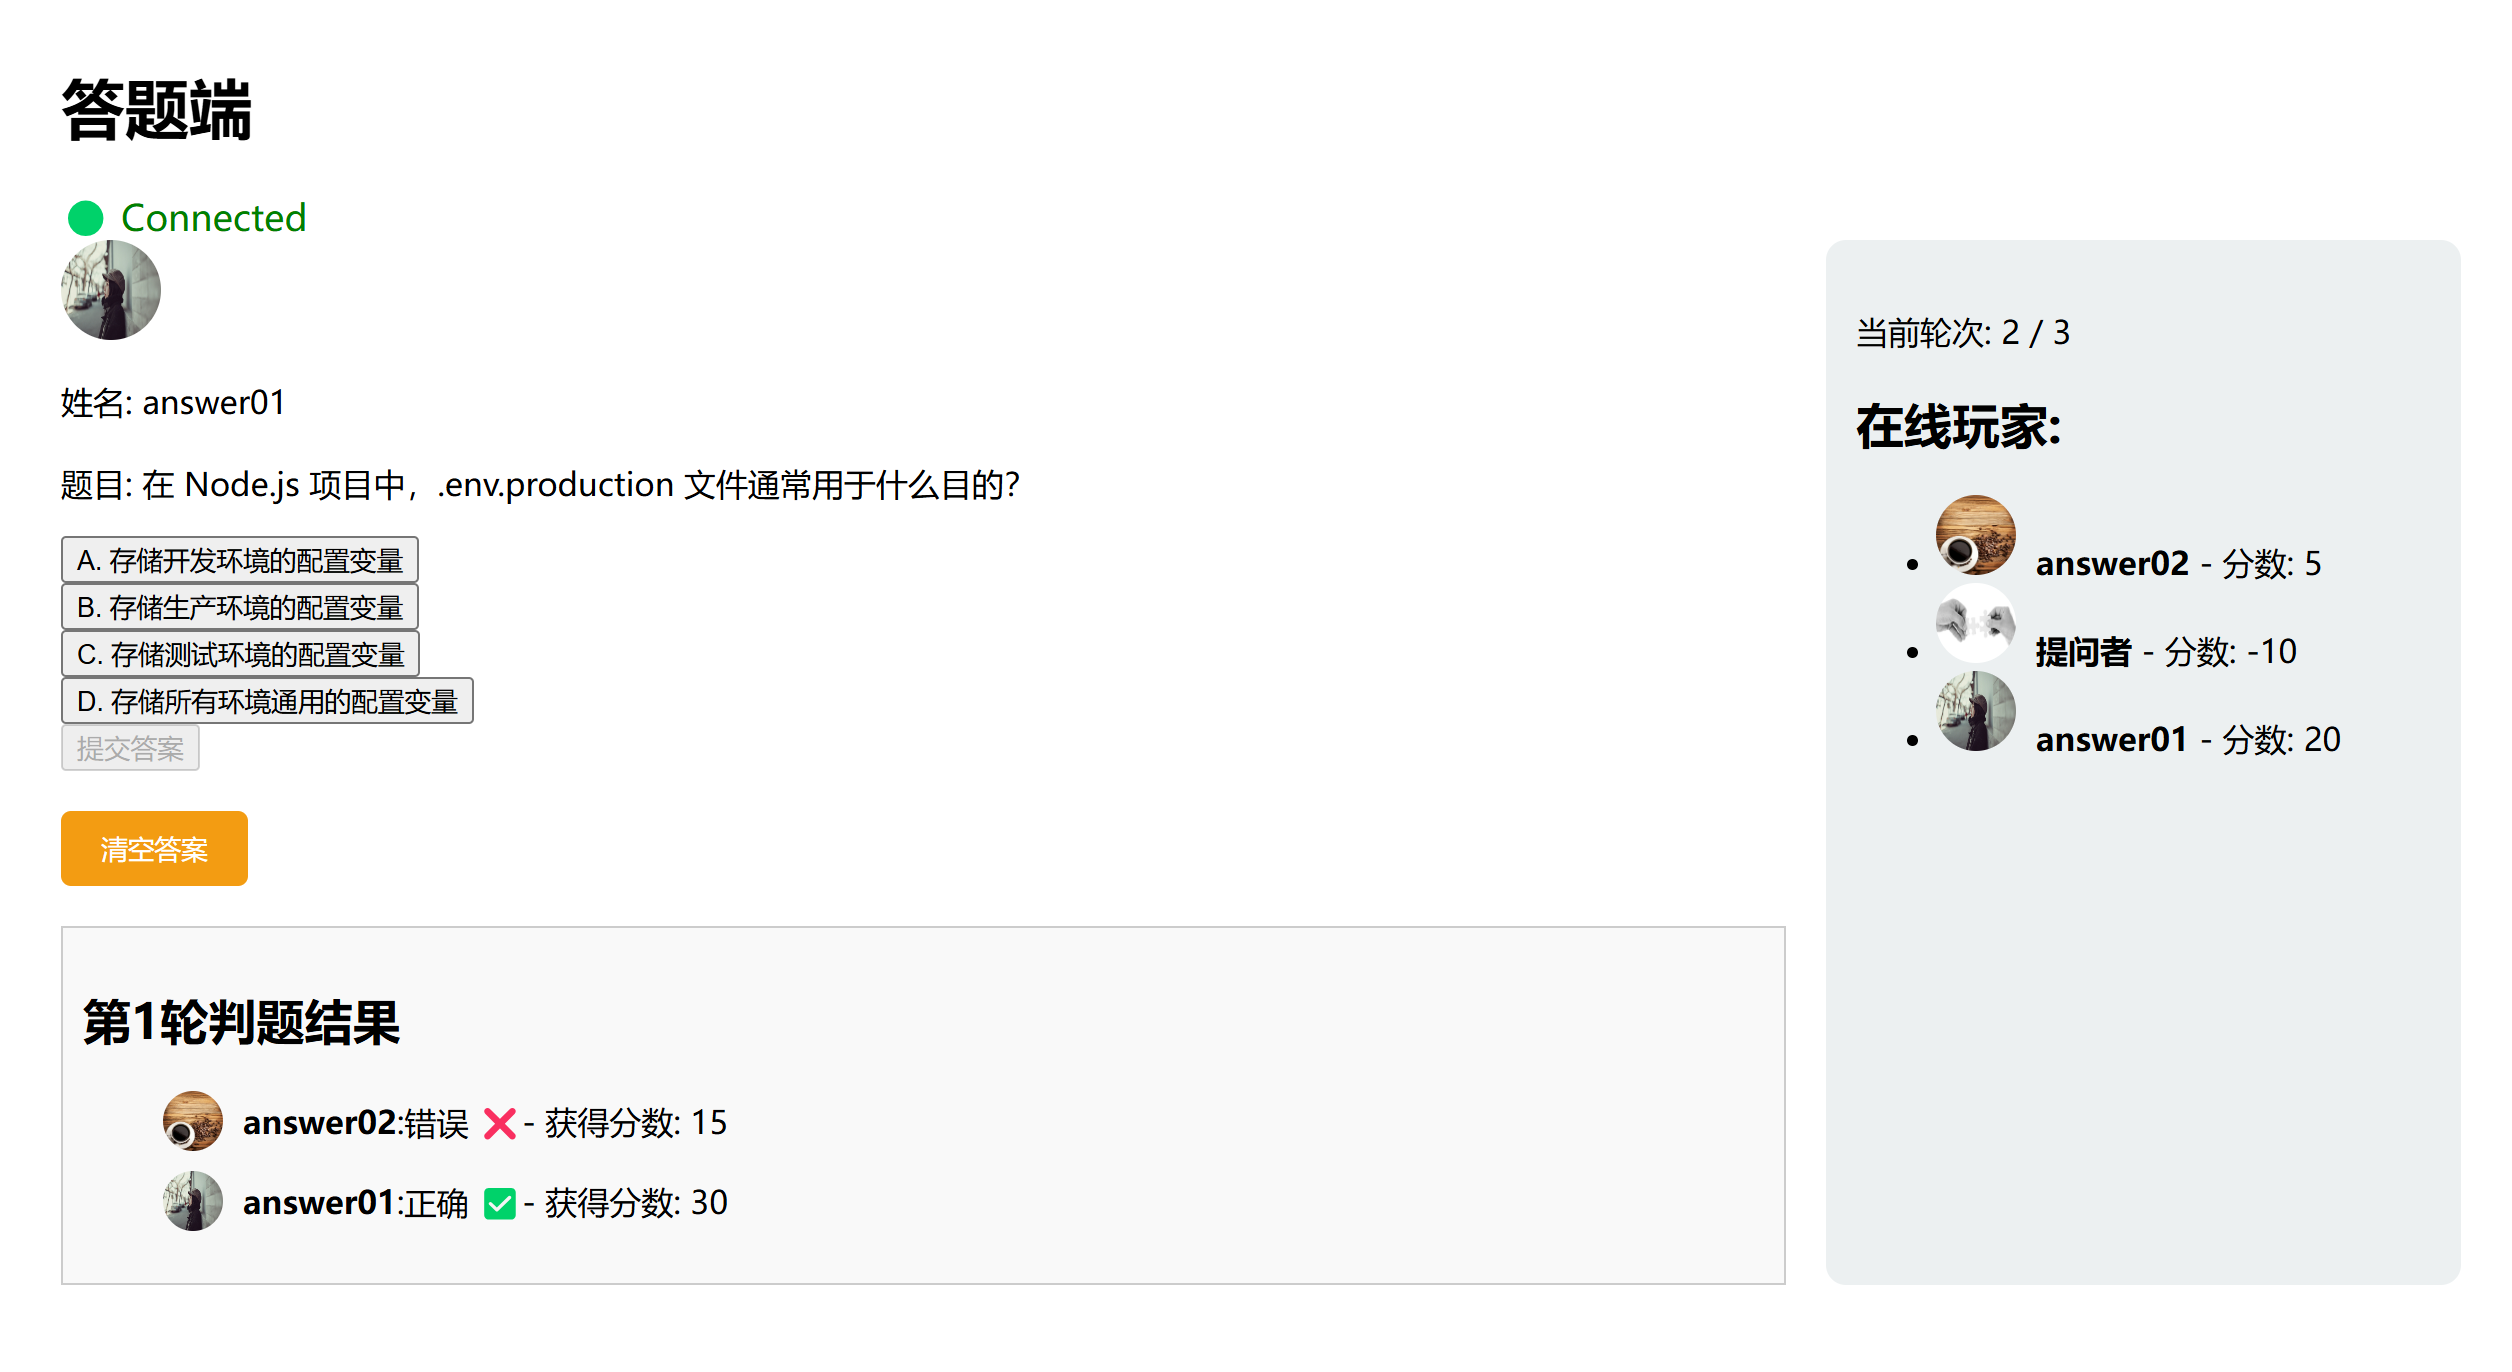 答题端
Connected
姓名: answer01
题目: 在 Node.js 项目中，.env.production 文件通常用于什么目的？
A. 存储开发环境的配置变量
B. 存储生产环境的配置变量
C. 存储测试环境的配置变量
D. 存储所有环境通用的配置变量
提交答案
清空答案
第1轮判题结果
answer02:错误 ❌ - 获得分数: 15
answer01:正确 ✅ - 获得分数: 30
当前轮次: 2 / 3
在线玩家:
answer02 - 分数: 5
提问者 - 分数: -10
answer01 - 分数: 20